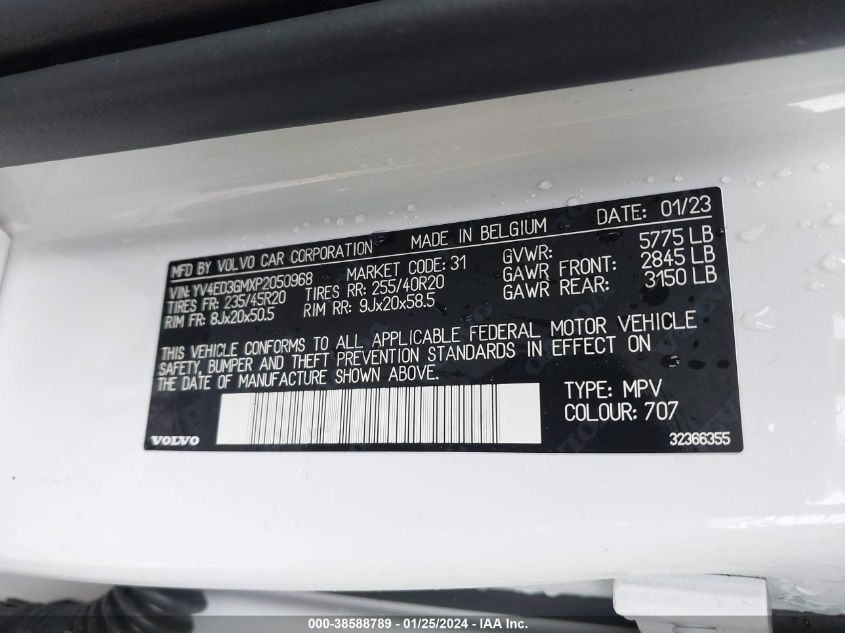 MFD BY VOLVO CAR CORPORATION MADE IN BELGIUM DATE: 01/23
VIN: YV4ED3GMXP2050968 MARKET CODE: 31 GVWR: 5775 LB
TIRES FR: 235/45R20 TIRES RR: 255/40R20 GAWR FRONT: 2845 LB
RIM FR: 8Jx20x50.5 RIM RR: 9Jx20x58.5 GAWR REAR: 3150 LB
THIS VEHICLE CONFORMS TO ALL APPLICABLE FEDERAL MOTOR VEHICLE
SAFETY, BUMPER AND THEFT PREVENTION STANDARDS IN EFFECT ON
THE DATE OF MANUFACTURE SHOWN ABOVE.
TYPE: MPV
COLOUR: 707
VOLVO 32366355
000-38588789 - 01/25/2024 - IAA Inc.